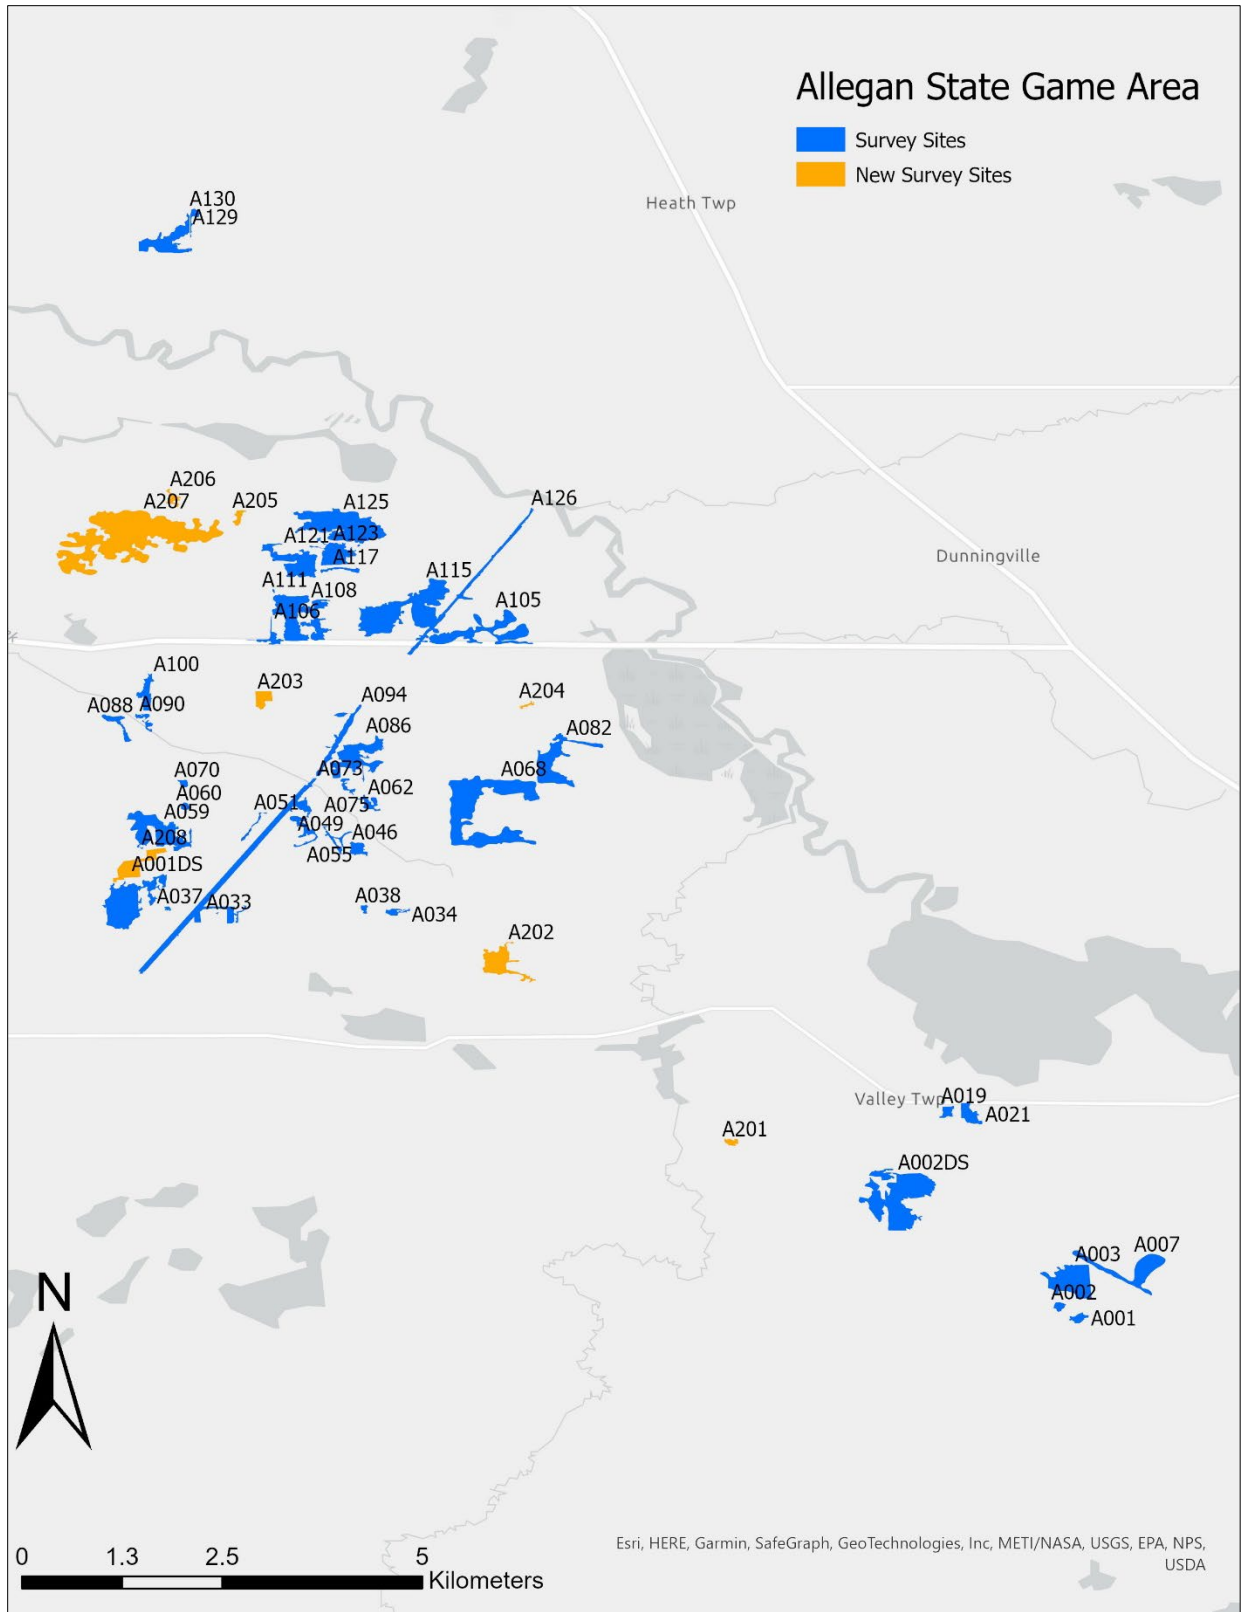 Allegan State Game Area
Survey Sites
New Survey Sites
A130
A129
Heath Twp
A206
A207
A205
A125
A126
A121
A123
A117
Dunningville
A111
A108
A115
A106
A105
A100
A203
A094
A204
A088
A090
A086
A082
A070
A073
A068
A060
A051
A075
A062
A059
A049
A046
A208
A055
A001DS
A037
A033
A038
A034
A202
Valley Twp
A019
A021
A201
A002DS
A003
A007
A002
A001
N
0 1.3 2.5 5
Kilometers
Esri, HERE, Garmin, SafeGraph, GeoTechnologies, Inc, METI/NASA, USGS, EPA, NPS,
USDA